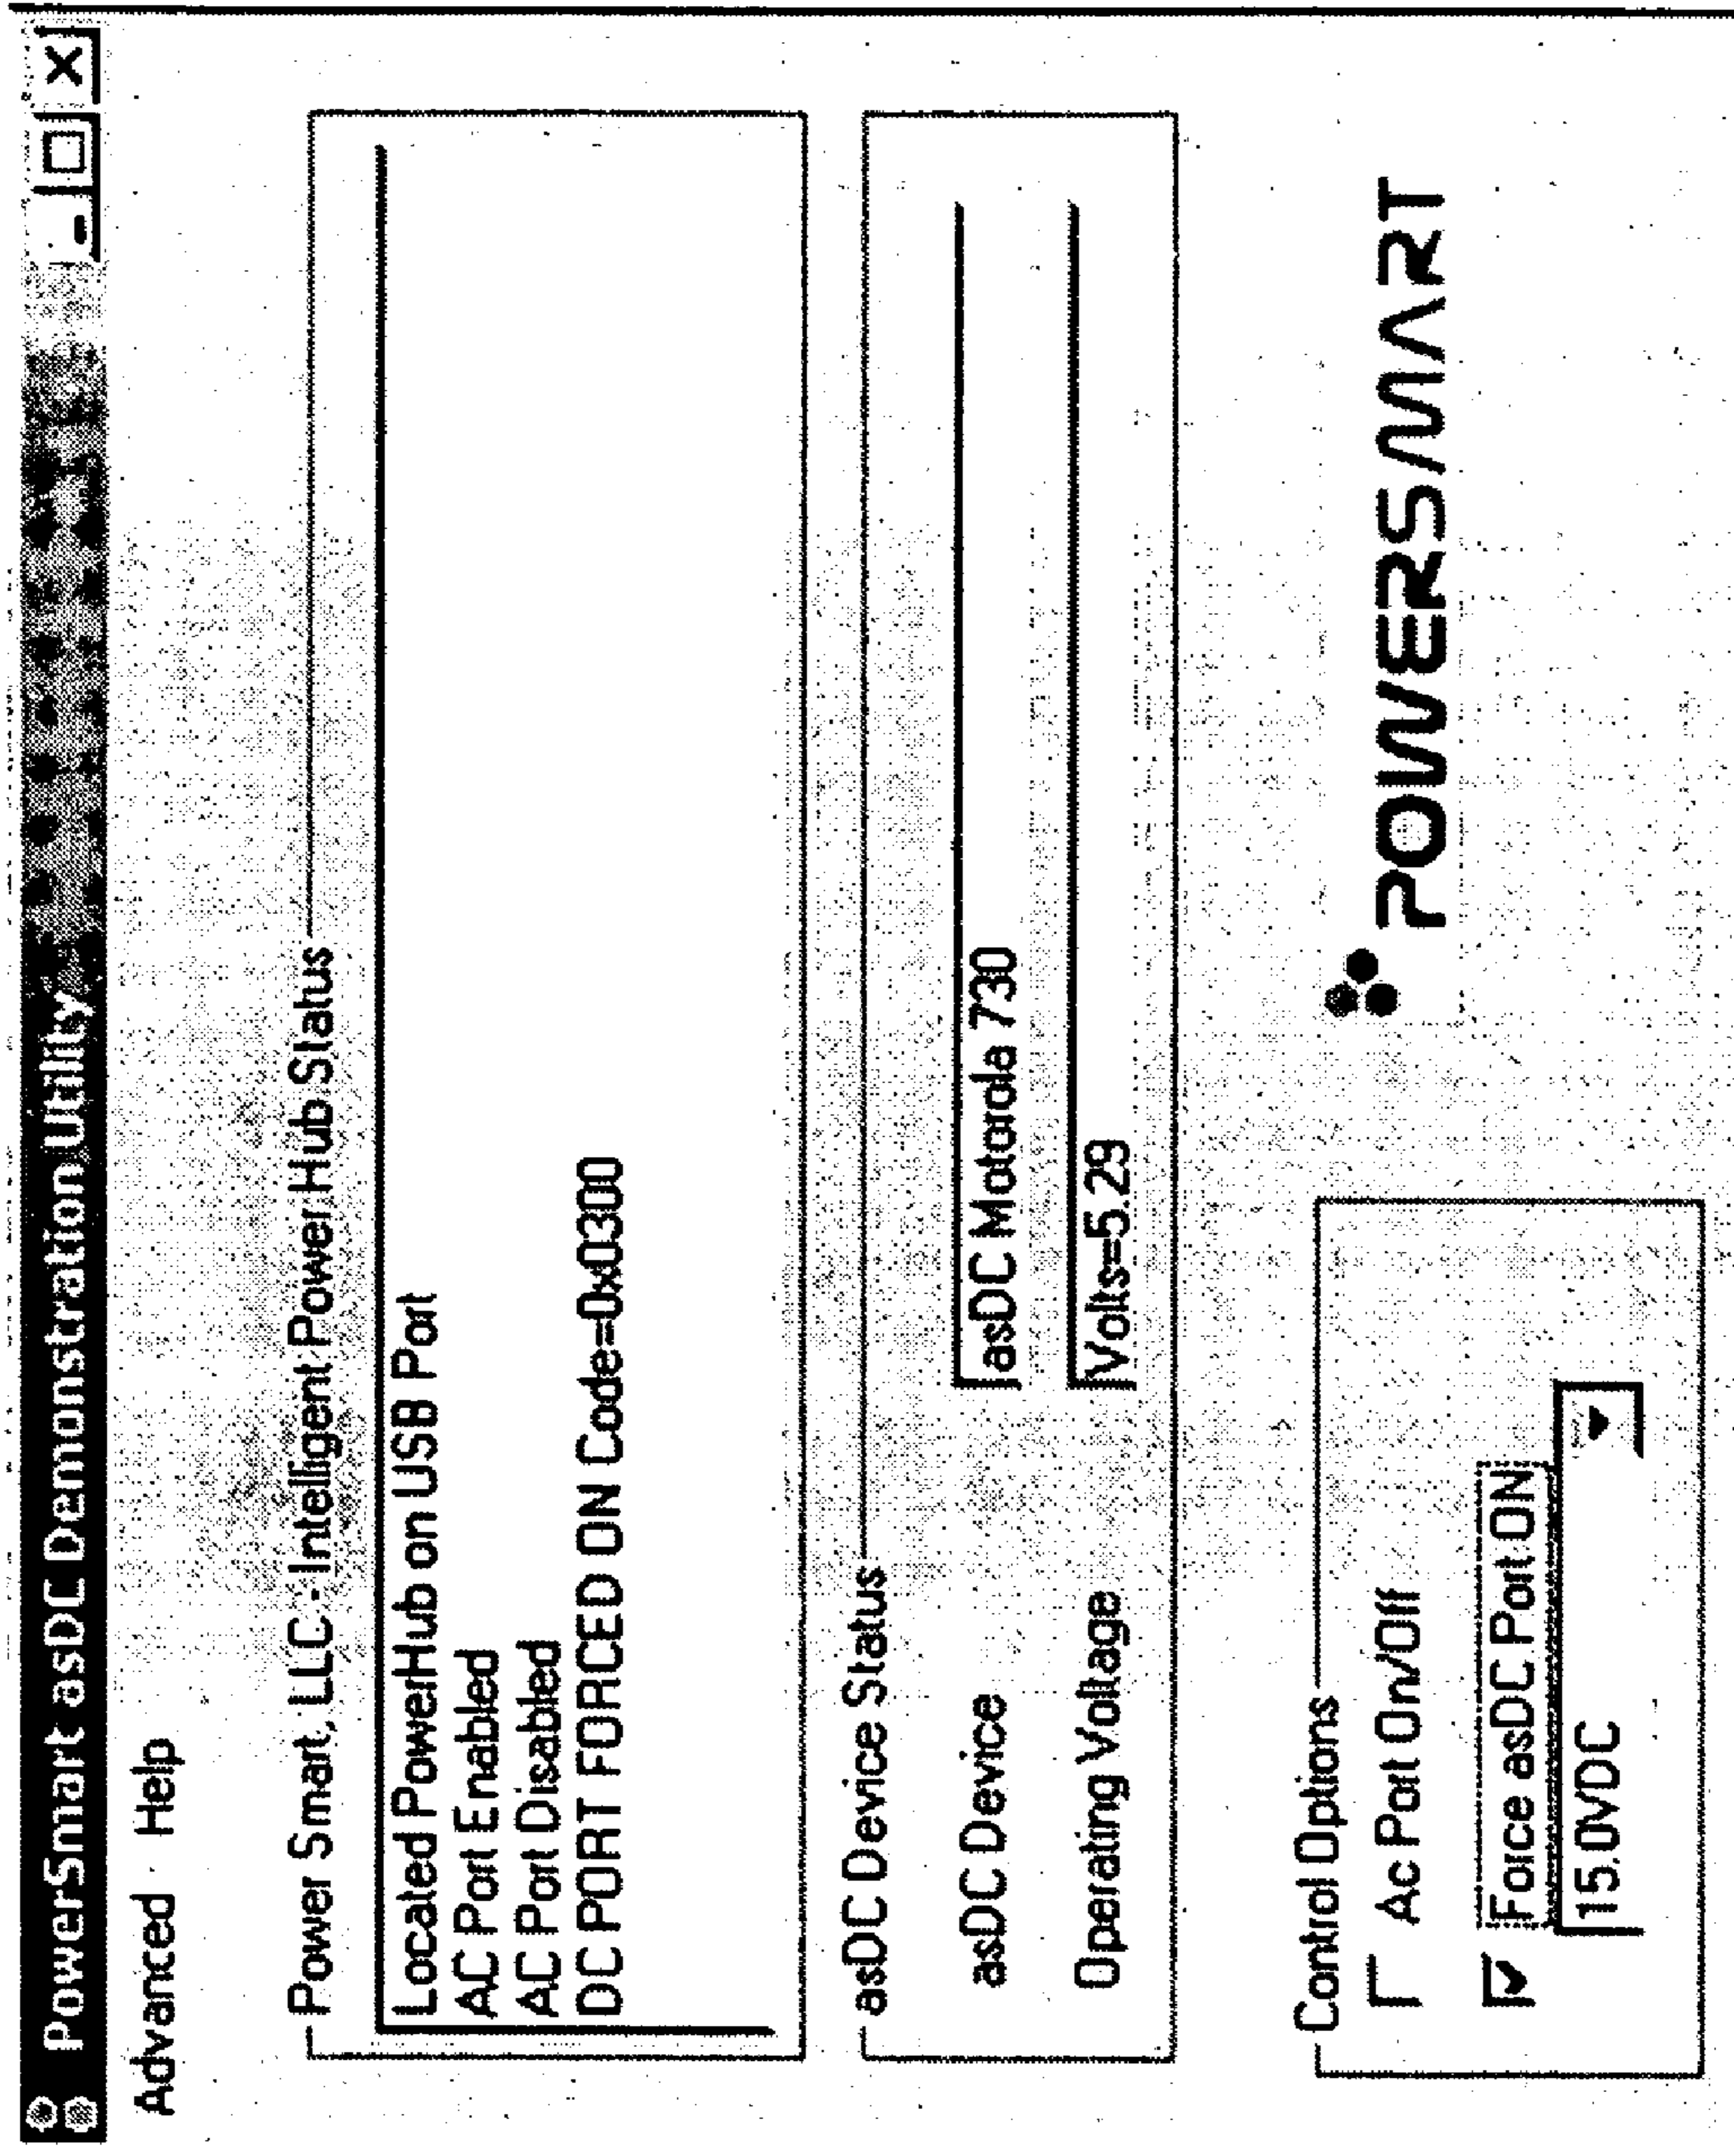 PowerSmart asDC Demonstration Utility
Advanced Help
Power Smart, LLC - Intelligent Power Hub Status
Located PowerHub on USB Port
AC Port Enabled
AC Port Disabled
DC PORT FORCED ON Code=0x0300
asDC Device Status
asDC Device
asDC Motorola 730
Operating Voltage
Volts=5.29
Control Options
Ac Port On/Off
Force asDC Port ON
15.0VDC
POWERSMART